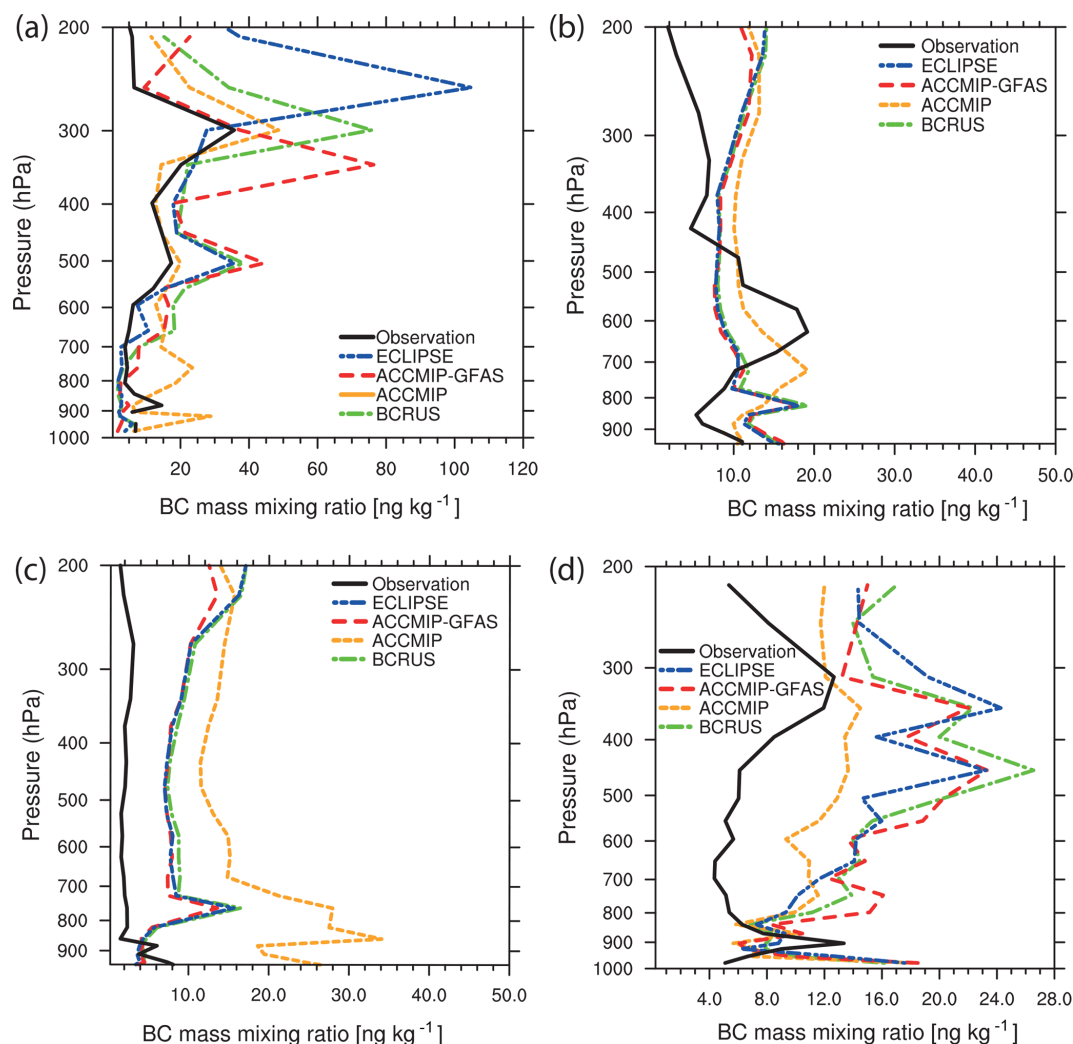 (a)
200
300
400
500
600
700
800
900
1000
Pressure (hPa)
Observation
ECLIPSE
ACCMIP-GFAS
ACCMIP
BCRUS
20 40 60 80 100 120
BC mass mixing ratio [ng kg⁻¹]
(b)
200
300
400
500
600
700
800
900
Pressure (hPa)
Observation
ECLIPSE
ACCMIP-GFAS
ACCMIP
BCRUS
10.0 20.0 30.0 40.0 50.0
BC mass mixing ratio [ng kg⁻¹]
(c)
200
300
400
500
600
700
800
900
Pressure (hPa)
Observation
ECLIPSE
ACCMIP-GFAS
ACCMIP
BCRUS
10.0 20.0 30.0 40.0 50.0
BC mass mixing ratio [ng kg⁻¹]
(d)
200
300
400
500
600
700
800
900
1000
Pressure (hPa)
Observation
ECLIPSE
ACCMIP-GFAS
ACCMIP
BCRUS
4.0 8.0 12.0 16.0 20.0 24.0 28.0
BC mass mixing ratio [ng kg⁻¹]